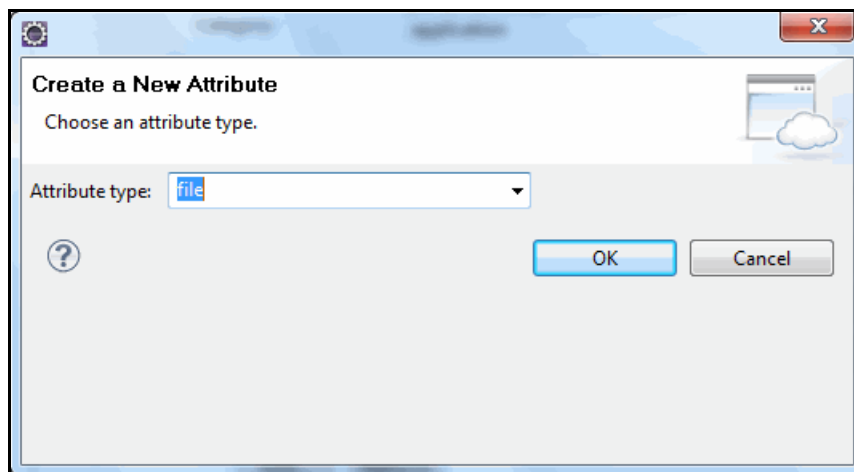 Create a New Attribute
Choose an attribute type.
Attribute type: file
?
OK Cancel